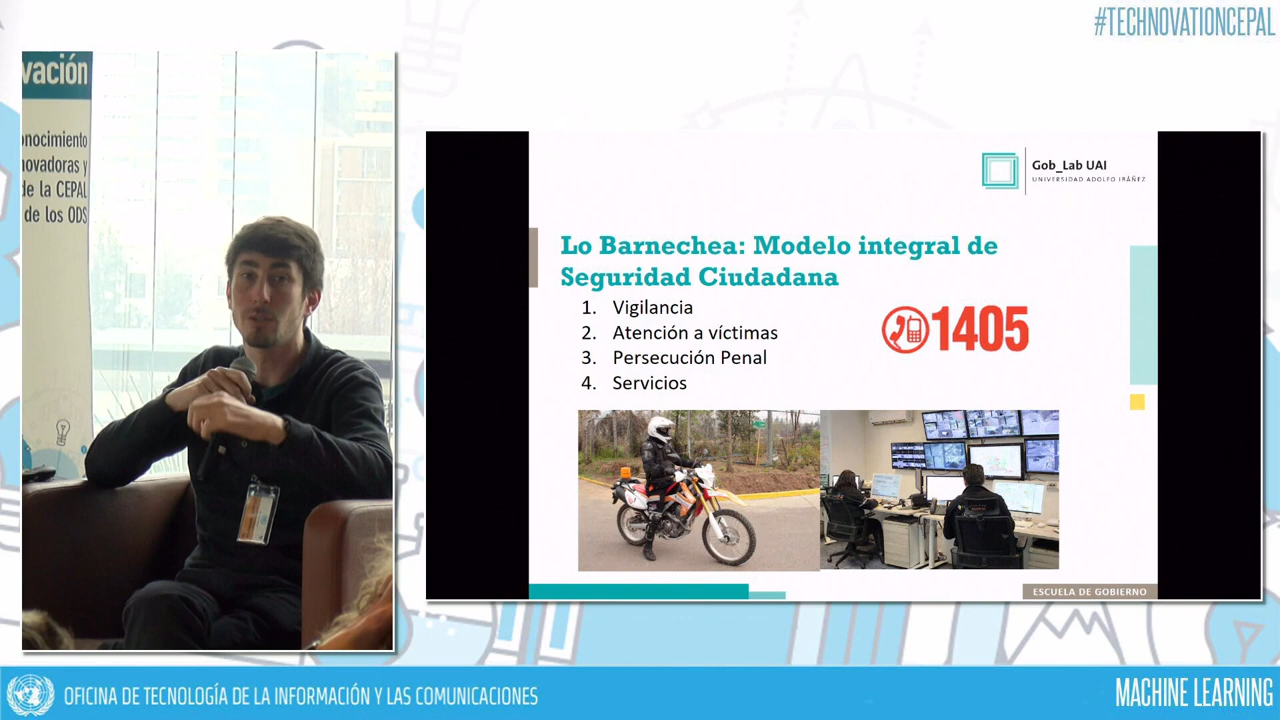 #TECHNOVATIONCEPAL
vación
onocimiento
novadoras y
de la CEPAL
de los ODS
Gob_Lab UAI
UNIVERSIDAD ADOLFO IBÁÑEZ
Lo Barnechea: Modelo integral de
Seguridad Ciudadana
1. Vigilancia
2. Atención a víctimas
3. Persecución Penal
4. Servicios
1405
ESCUELA DE GOBIERNO
OFICINA DE TECNOLOGÍA DE LA INFORMACIÓN Y LAS COMUNICACIONES
MACHINE LEARNING